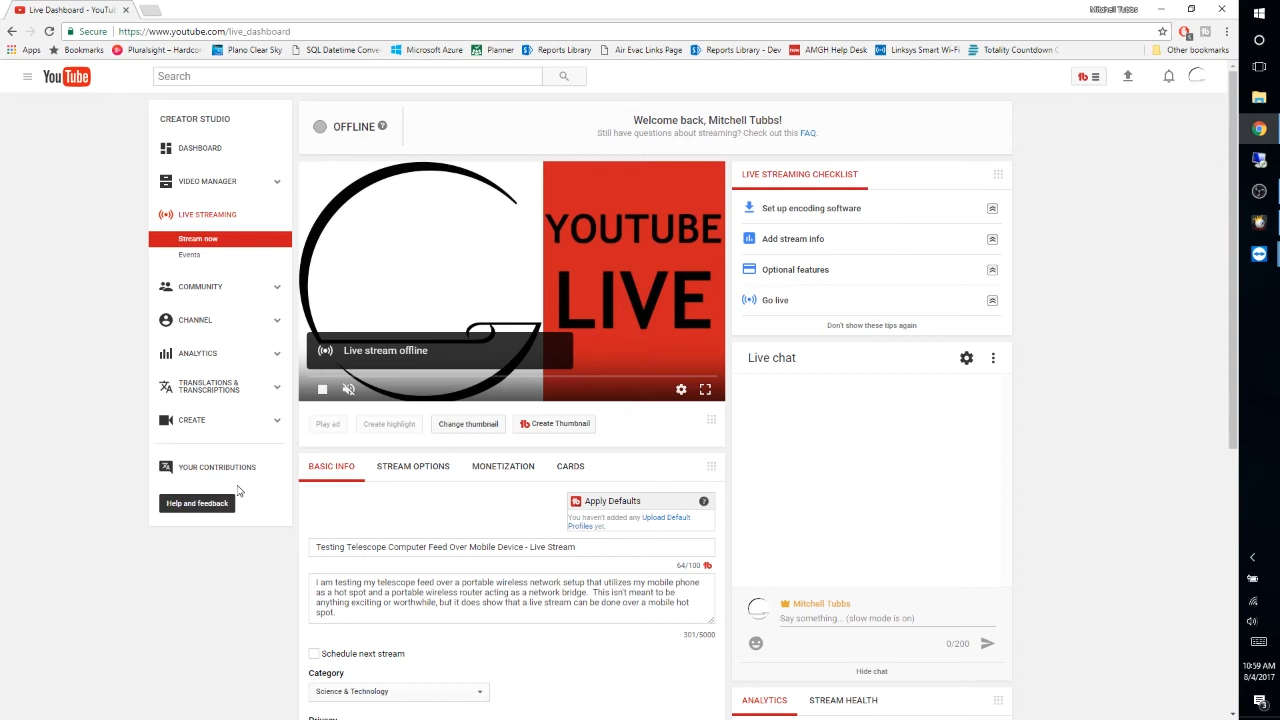 Live Dashboard - YouTu
Mitchell Tubbs
Secure
https://www.youtube.com/live_dashboard
Apps
Bookmarks
Pluralsight – Hardco
Plano Clear Sky
SQL Datetime Conve
Microsoft Azure
Planner
Reports Library
Air Evac Links Page
Reports Library - Dev
AMGH Help Desk
Linksys Smart Wi-Fi
Totality Countdown
Other bookmarks
YouTube
Search
CREATOR STUDIO
DASHBOARD
VIDEO MANAGER
LIVE STREAMING
Stream now
Events
COMMUNITY
CHANNEL
ANALYTICS
TRANSLATIONS &
TRANSCRIPTIONS
CREATE
YOUR CONTRIBUTIONS
Help and feedback
OFFLINE
Welcome back, Mitchell Tubbs!
Still have questions about streaming? Check out this FAQ.
YOUTUBE
LIVE
Live stream offline
Play ad
Create highlight
Change thumbnail
Create Thumbnail
BASIC INFO
STREAM OPTIONS
MONETIZATION
CARDS
Apply Defaults
You haven't added any Upload Default
Profiles yet.
Testing Telescope Computer Feed Over Mobile Device - Live Stream
64/100
I am testing my telescope feed over a portable wireless network setup that utilizes my mobile phone
as a hot spot and a portable wireless router acting as a network bridge. This isn't meant to be
anything exciting or worthwhile, but it does show that a live stream can be done over a mobile hot
spot.
301/5000
Schedule next stream
Category
Science & Technology
LIVE STREAMING CHECKLIST
Set up encoding software
Add stream info
Optional features
Go live
Don't show these tips again
Live chat
Mitchell Tubbs
Say something... (slow mode is on)
0/200
Hide chat
ANALYTICS
STREAM HEALTH
10:59 AM
8/4/2017